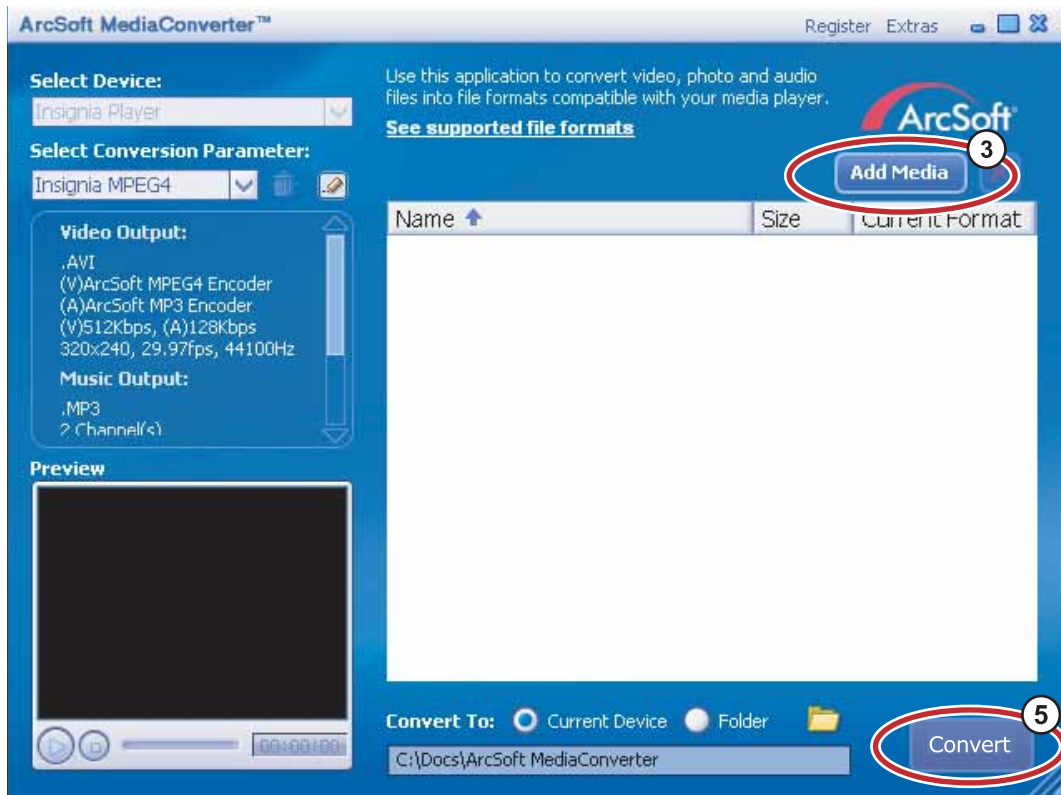 ArcSoft MediaConverter™
Register Extras
Select Device:
Insignia Player
Select Conversion Parameter:
Insignia MPEG4
Video Output:
.AVI
(V)ArcSoft MPEG4 Encoder
(A)ArcSoft MP3 Encoder
(V)512Kbps, (A)128Kbps
320x240, 29.97fps, 44100Hz
Music Output:
.MP3
2 Channel(s)
Preview
00:00:00
Use this application to convert video, photo and audio
files into file formats compatible with your media player.
See supported file formats
ArcSoft
3
Add Media
Name Size Current Format
Convert To: Current Device Folder
C:\Docs\ArcSoft MediaConverter
5
Convert